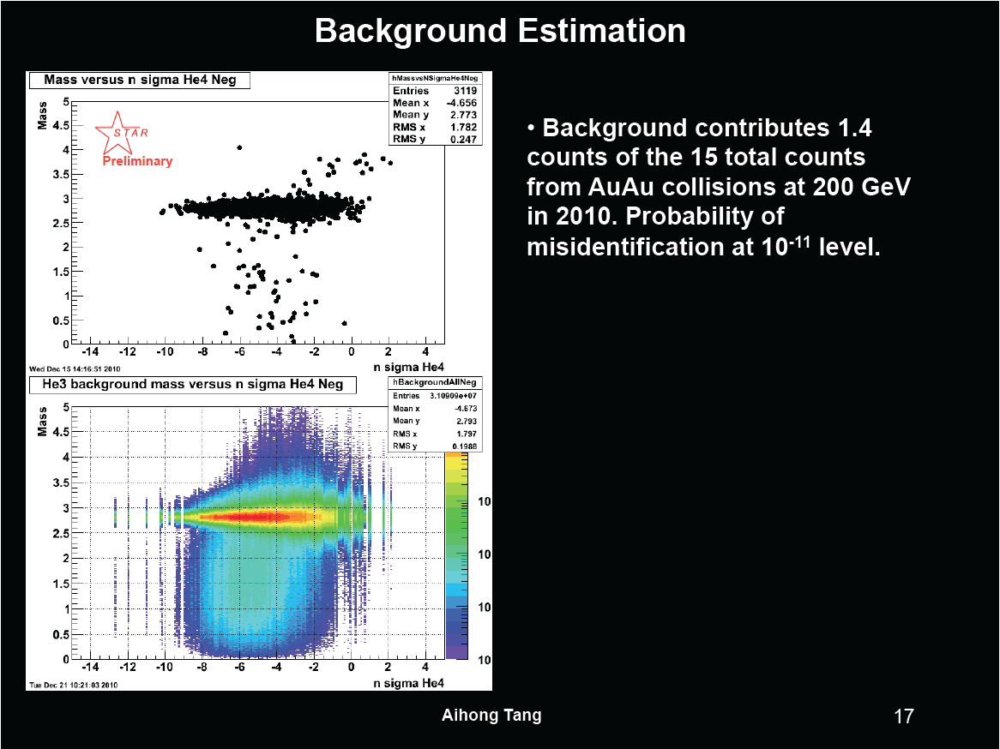 Background Estimation
Mass versus n sigma He4 Neg
hMassvsNSigmaHe4Neg
Entries 3119
Mean x -4.656
Mean y 2.773
RMS x 1.782
RMS y 0.247
Mass
5
4.5
4
3.5
3
2.5
2
1.5
1
0.5
0
STAR
Preliminary
-14 -12 -10 -8 -6 -4 -2 0 2 4
n sigma He4
Wed Dec 15 14:16:51 2010
He3 background mass versus n sigma He4 Neg
hBackgroundAllNeg
Entries 3.10909e+07
Mean x -4.673
Mean y 2.793
RMS x 1.797
RMS y 0.1988
Mass
5
4.5
4
3.5
3
2.5
2
1.5
1
0.5
0
10
10
10
10
-14 -12 -10 -8 -6 -4 -2 0 2 4
n sigma He4
Tue Dec 21 10:21:03 2010
• Background contributes 1.4
counts of the 15 total counts
from AuAu collisions at 200 GeV
in 2010. Probability of
misidentification at 10⁻¹¹ level.
Aihong Tang
17